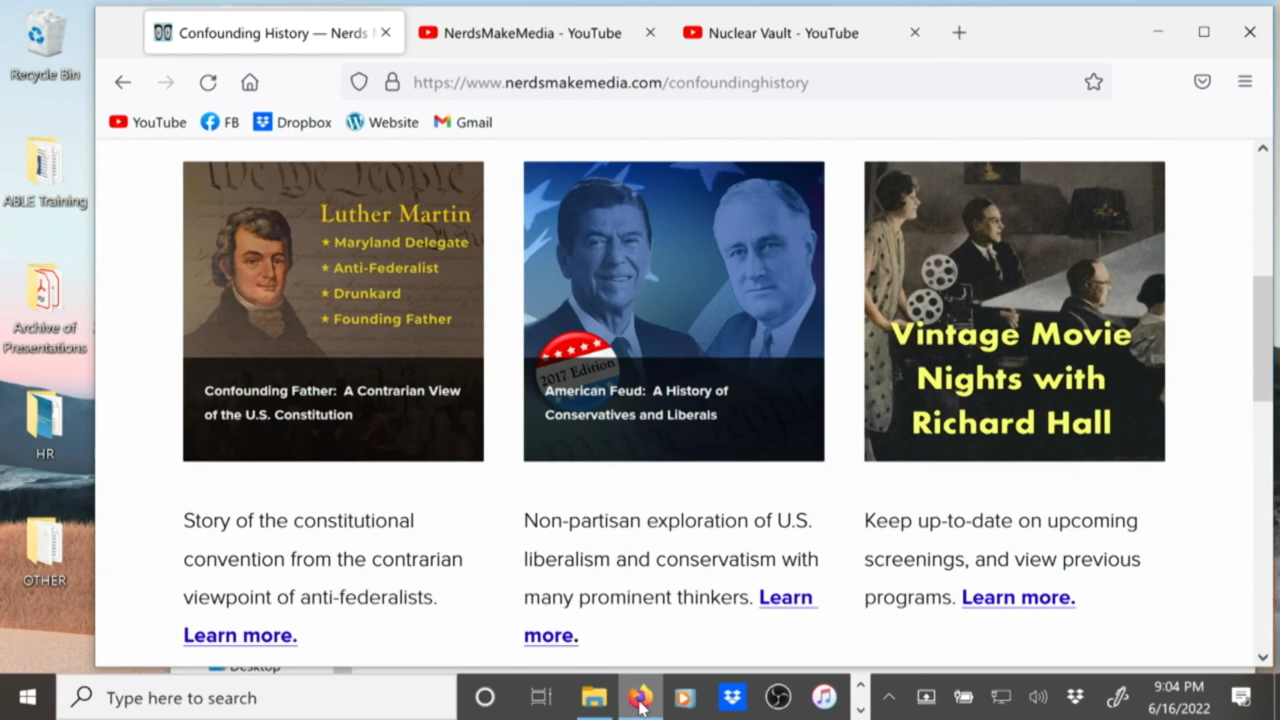 Recycle Bin
ABLE Training
Archive of
Presentations
HR
OTHER
Confounding History — Nerds
NerdsMakeMedia - YouTube
Nuclear Vault - YouTube
https://www.nerdsmakemedia.com/confoundinghistory
YouTube
FB
Dropbox
Website
Gmail
We the People
Luther Martin
★ Maryland Delegate
★ Anti-Federalist
★ Drunkard
★ Founding Father
Confounding Father: A Contrarian View
of the U.S. Constitution
2017 Edition
American Feud: A History of
Conservatives and Liberals
Vintage Movie
Nights with
Richard Hall
Story of the constitutional
convention from the contrarian
viewpoint of anti-federalists.
Learn more.
Non-partisan exploration of U.S.
liberalism and conservatism with
many prominent thinkers. Learn
more.
Keep up-to-date on upcoming
screenings, and view previous
programs. Learn more.
Desktop
Type here to search
9:04 PM
6/16/2022